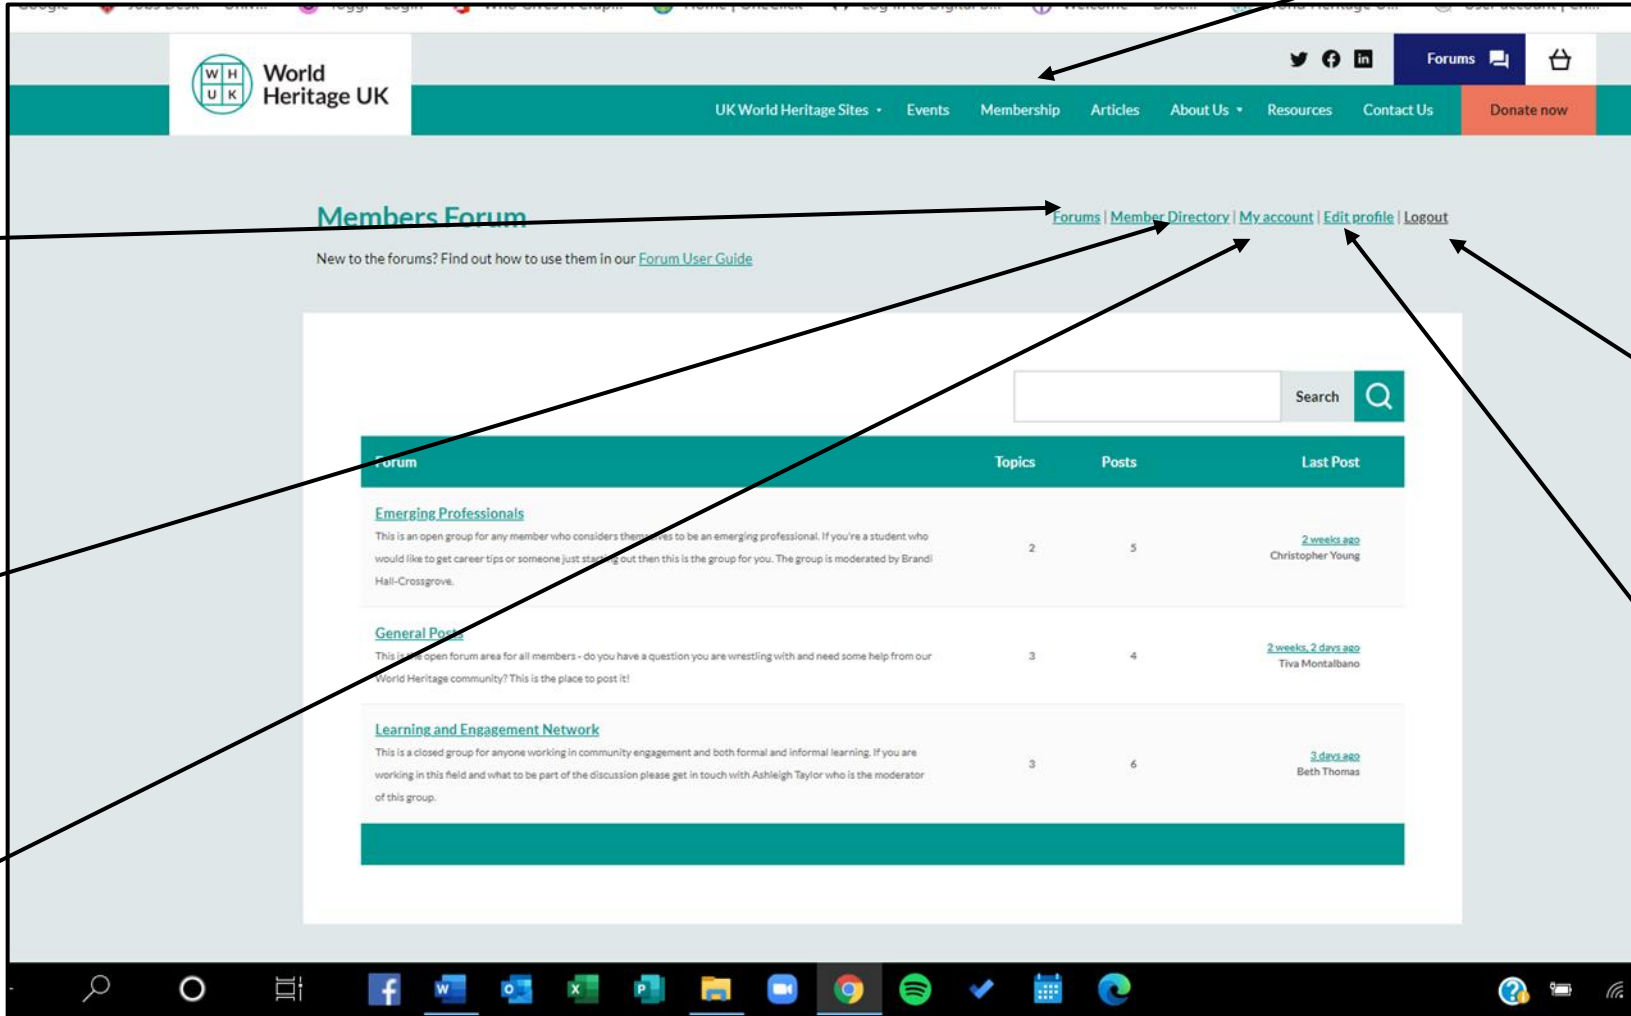 World
Heritage UK
W H
U K
Forums
UK World Heritage Sites Events Membership Articles About Us Resources Contact Us Donate now
Members Forum
Forums | Member Directory | My account | Edit profile | Logout
New to the forums? Find out how to use them in our Forum User Guide
Search
Forum Topics Posts Last Post
Emerging Professionals
This is an open group for any member who considers themselves to be an emerging professional. If you're a student who
would like to get career tips or someone just starting out then this is the group for you. The group is moderated by Brandi
Hall-Crossgrove.
2 5
2 weeks ago
Christopher Young
General Posts
This is the open forum area for all members - do you have a question you are wrestling with and need some help from our
World Heritage community? This is the place to post it!
3 4
2 weeks, 2 days ago
Tiva Montalbano
Learning and Engagement Network
This is a closed group for anyone working in community engagement and both formal and informal learning. If you are
working in this field and what to be part of the discussion please get in touch with Ashleigh Taylor who is the moderator
of this group.
3 6
3 days ago
Beth Thomas